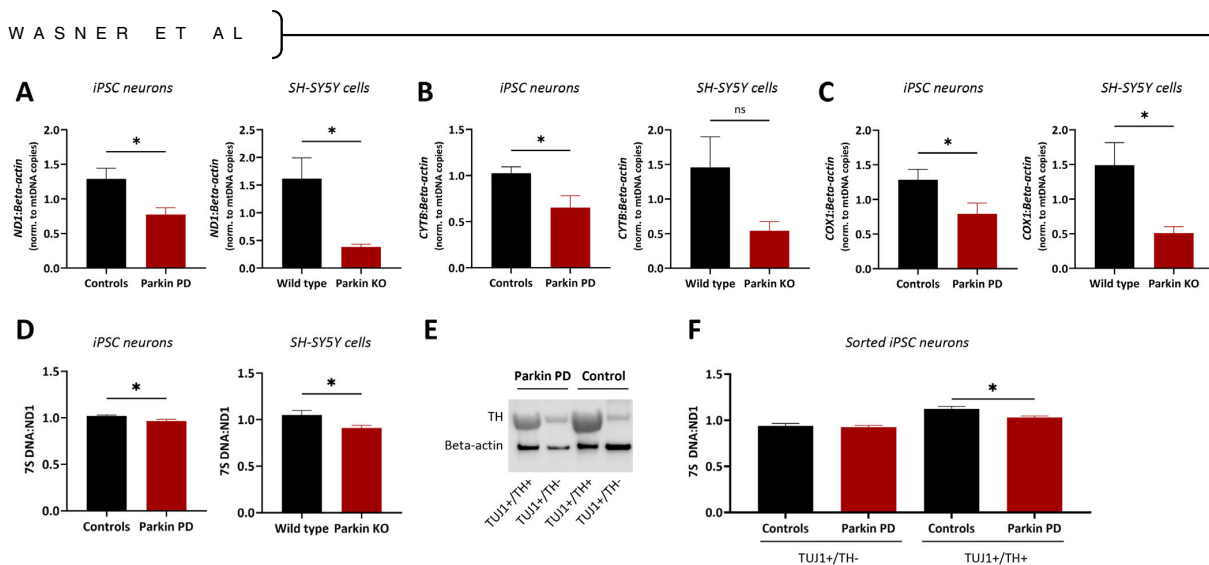 WASNER ET AL
A
iPSC neurons
SH-SY5Y cells
ND1:Beta-actin
(norm. to mtDNA copies)
2.0
1.5
1.0
0.5
0.0
*
Controls Parkin PD
ND1:Beta-actin
(norm. to mtDNA copies)
2.5
2.0
1.5
1.0
0.5
0.0
*
Wild type Parkin KO
B
iPSC neurons
SH-SY5Y cells
CYTB:Beta-actin
(norm. to mtDNA copies)
1.5
1.0
0.5
0.0
*
Controls Parkin PD
CYTB:Beta-actin
(norm. to mtDNA copies)
2.0
1.5
1.0
0.5
0.0
ns
Wild type Parkin KO
C
iPSC neurons
SH-SY5Y cells
COX1:Beta-actin
(norm. to mtDNA copies)
2.0
1.5
1.0
0.5
0.0
*
Controls Parkin PD
COX1:Beta-actin
(norm. to mtDNA copies)
2.0
1.5
1.0
0.5
0.0
*
Wild type Parkin KO
D
iPSC neurons
SH-SY5Y cells
7S DNA:ND1
1.5
1.0
0.5
0.0
*
Controls Parkin PD
7S DNA:ND1
1.5
1.0
0.5
0.0
*
Wild type Parkin KO
E
Parkin PD Control
TH
Beta-actin
TUJ1+/TH+
TUJ1+/TH-
TUJ1+/TH+
TUJ1+/TH-
F
Sorted iPSC neurons
7S DNA:ND1
1.5
1.0
0.5
0.0
*
Controls Parkin PD Controls Parkin PD
TUJ1+/TH- TUJ1+/TH+